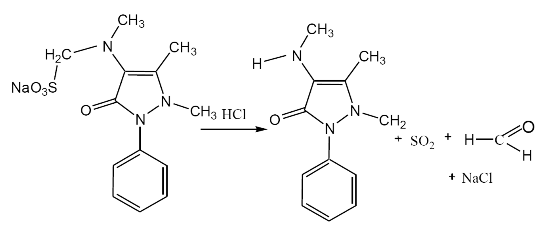 CH₃
N
H₂C
CH₃
NaO₃S
O
N
CH₃
N
HCl
CH₃
N
H
CH₃
O
N
CH₂
N
+ SO₂
+
H
C
O
H
+ NaCl